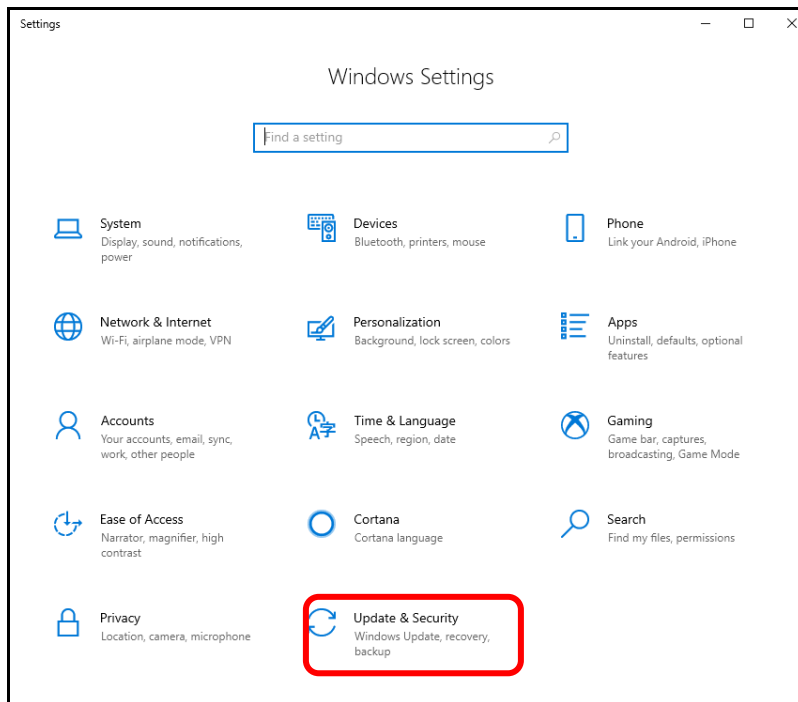 Settings
Windows Settings
Find a setting
System
Display, sound, notifications,
power
Devices
Bluetooth, printers, mouse
Phone
Link your Android, iPhone
Network & Internet
Wi-Fi, airplane mode, VPN
Personalization
Background, lock screen, colors
Apps
Uninstall, defaults, optional
features
Accounts
Your accounts, email, sync,
work, other people
Time & Language
Speech, region, date
Gaming
Game bar, captures,
broadcasting, Game Mode
Ease of Access
Narrator, magnifier, high
contrast
Cortana
Cortana language
Search
Find my files, permissions
Privacy
Location, camera, microphone
Update & Security
Windows Update, recovery,
backup